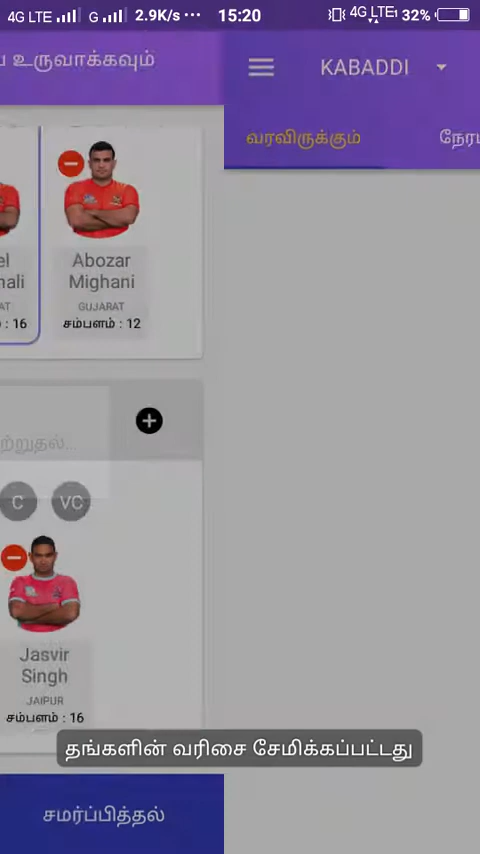 4G LTE G 2.9K/s ... 15:20 4G LTE1 32%
உருவாக்கவும்
KABADDI
வரவிருக்கும்
Abozar
Mighani
GUJARAT
: 16
சம்பளம் : 12
C
VC
Jasvir
Singh
JAIPUR
சம்பளம் : 16
தங்களின் வரிசை சேமிக்கப்பட்டது
சமர்ப்பித்தல்